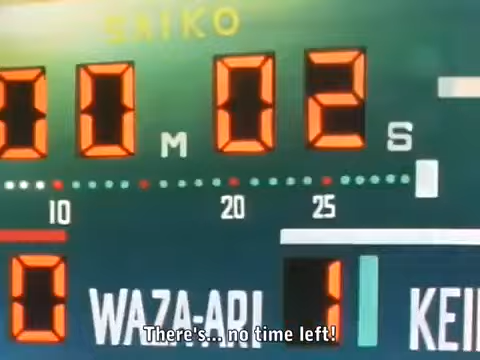 SAIKO
00 M 02 S
10 20 25
0 WAZA-ARI 1 KEI
There's... no time left!